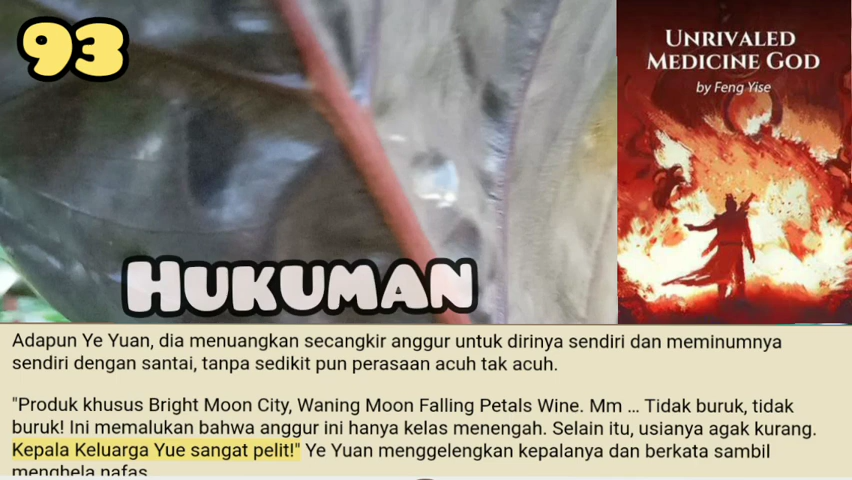 93
UNRIVALED
MEDICINE GOD
by Feng Yise
HUKUMAN
Adapun Ye Yuan, dia menuangkan secangkir anggur untuk dirinya sendiri dan meminumnya
sendiri dengan santai, tanpa sedikit pun perasaan acuh tak acuh.
"Produk khusus Bright Moon City, Waning Moon Falling Petals Wine. Mm … Tidak buruk, tidak
buruk! Ini memalukan bahwa anggur ini hanya kelas menengah. Selain itu, usianya agak kurang.
Kepala Keluarga Yue sangat pelit!" Ye Yuan menggelengkan kepalanya dan berkata sambil
menghela nafas